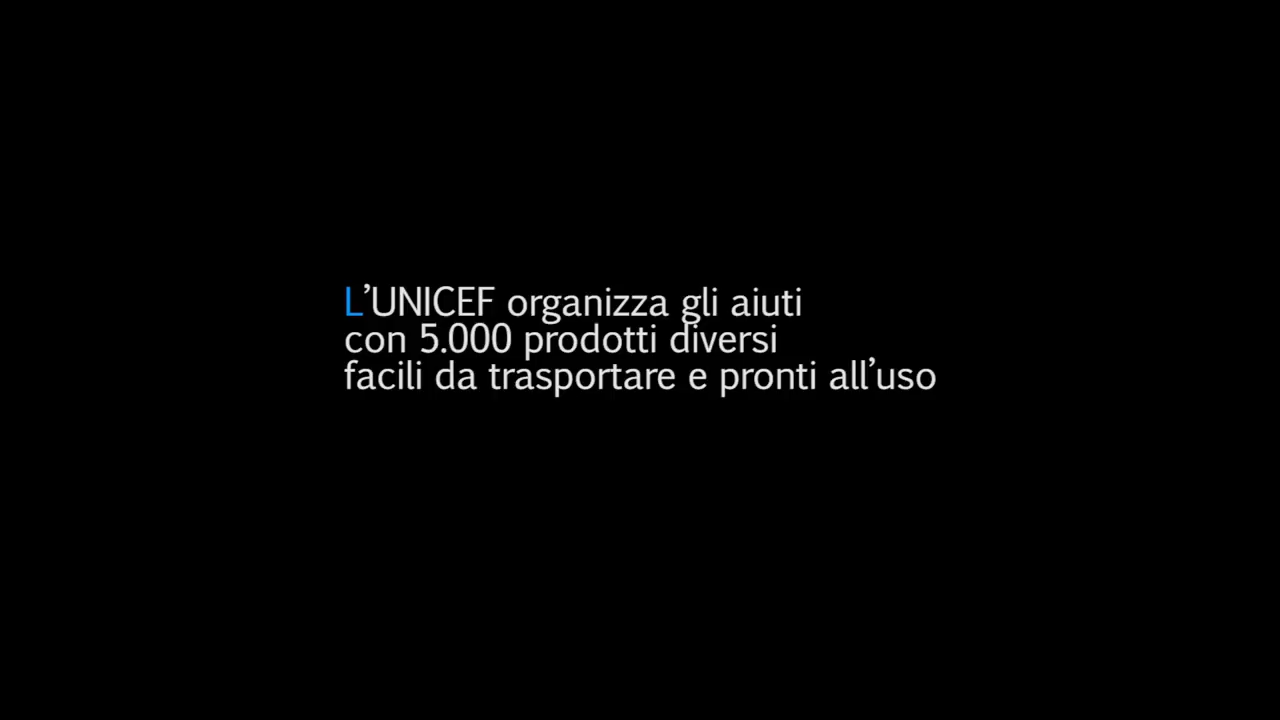 L’UNICEF organizza gli aiuti
con 5.000 prodotti diversi
facili da trasportare e pronti all’uso